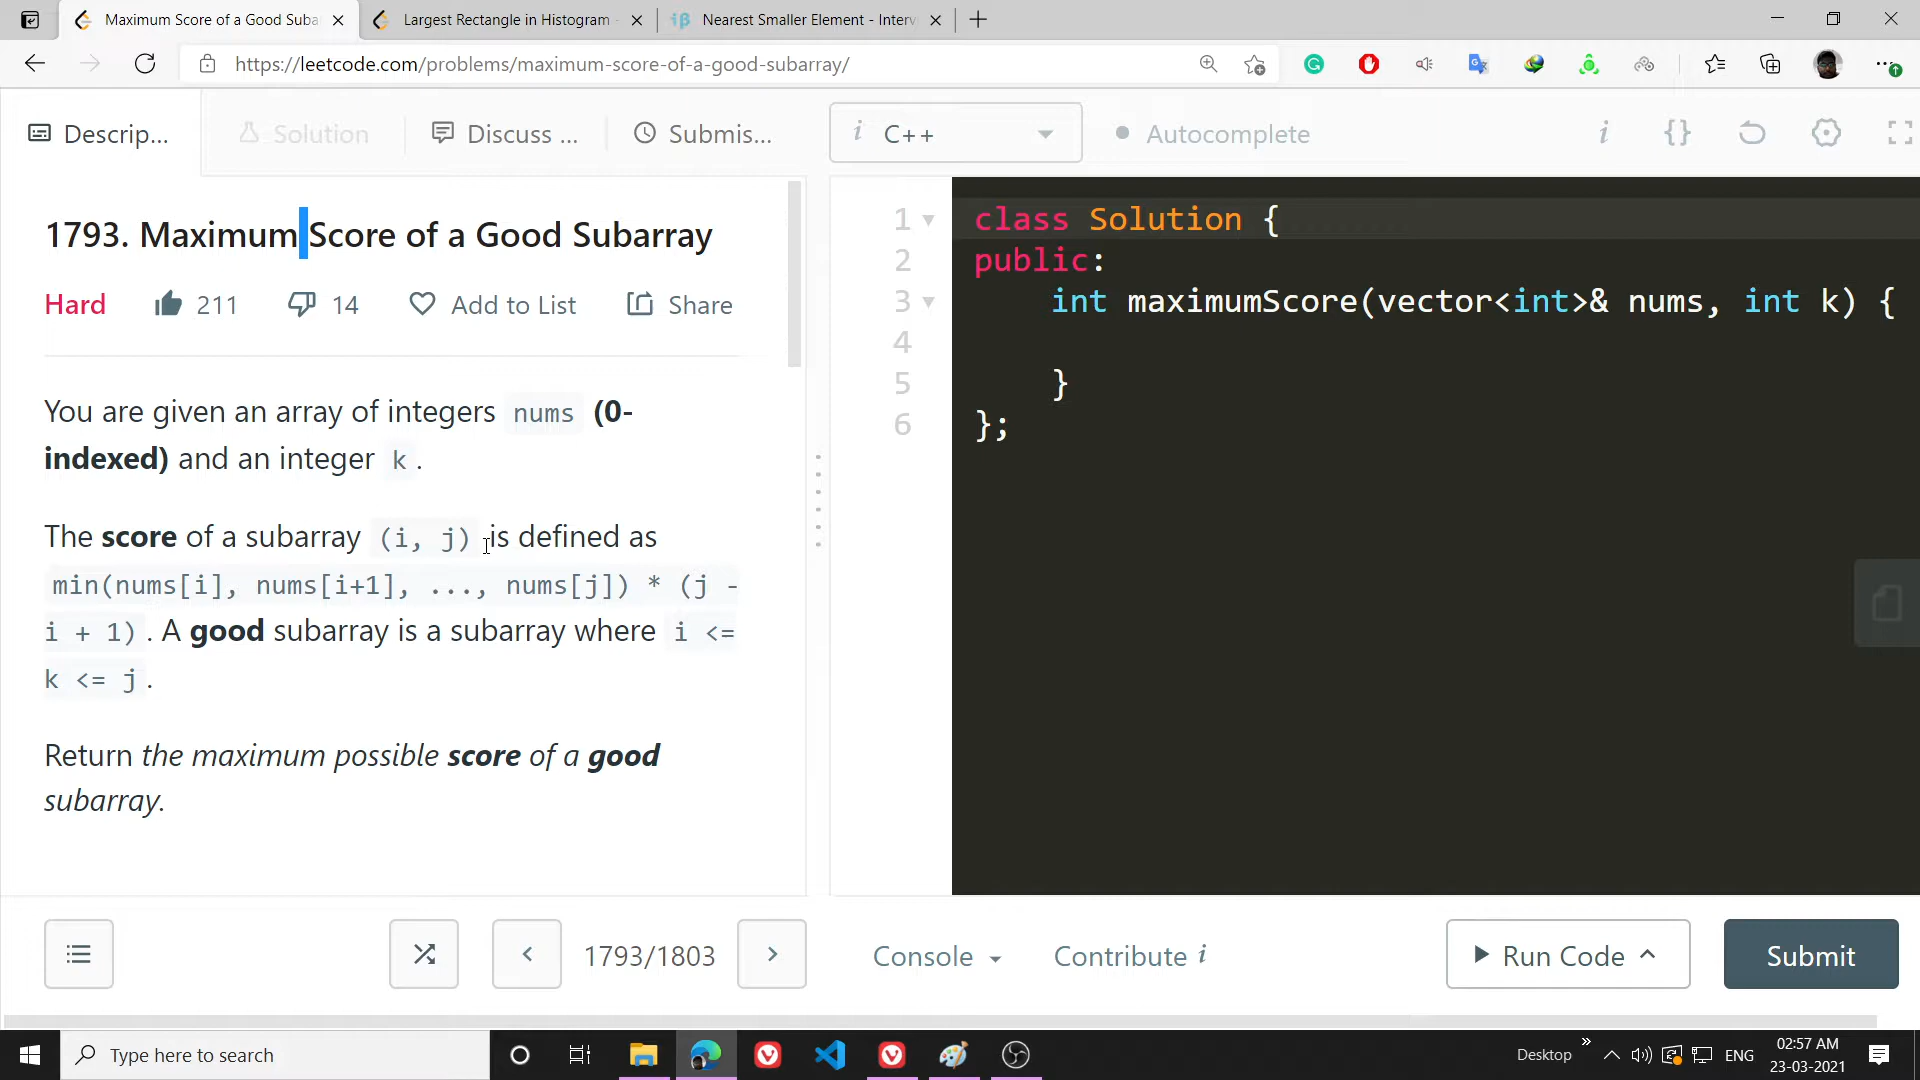 Maximum Score of a Good Suba
Largest Rectangle in Histogram -
Nearest Smaller Element - Interv
https://leetcode.com/problems/maximum-score-of-a-good-subarray/
Descrip...
Solution
Discuss ...
Submis...
i C++
Autocomplete
i {}
1793. Maximum Score of a Good Subarray
Hard 211 14 Add to List Share
You are given an array of integers nums (0-
indexed) and an integer k .
The score of a subarray (i, j) is defined as
min(nums[i], nums[i+1], ..., nums[j]) * (j -
i + 1) . A good subarray is a subarray where i <=
k <= j .
Return the maximum possible score of a good
subarray.
1 class Solution {
2 public:
3     int maximumScore(vector<int>& nums, int k) {
4
5     }
6 };
1793/1803
Console
Contribute i
Run Code
Submit
Type here to search
Desktop
ENG
02:57 AM
23-03-2021